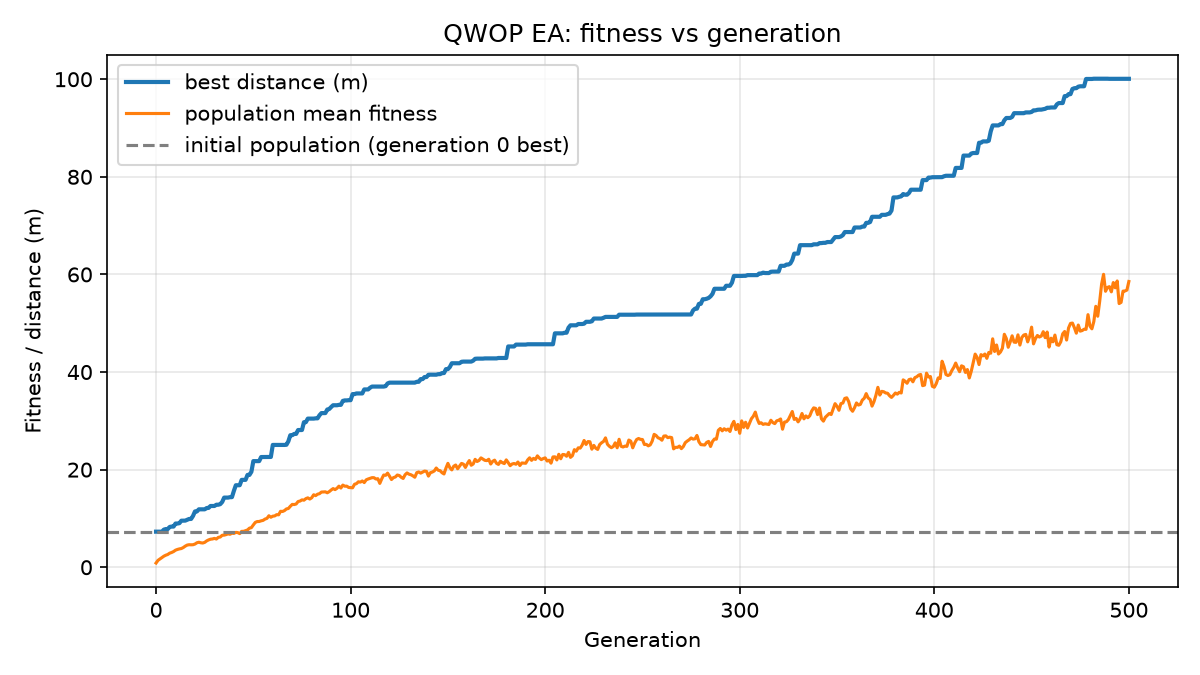 QWOP EA: fitness vs generation
best distance (m)
population mean fitness
initial population (generation 0 best)
Fitness / distance (m)
100
80
60
40
20
0
0 100 200 300 400 500
Generation